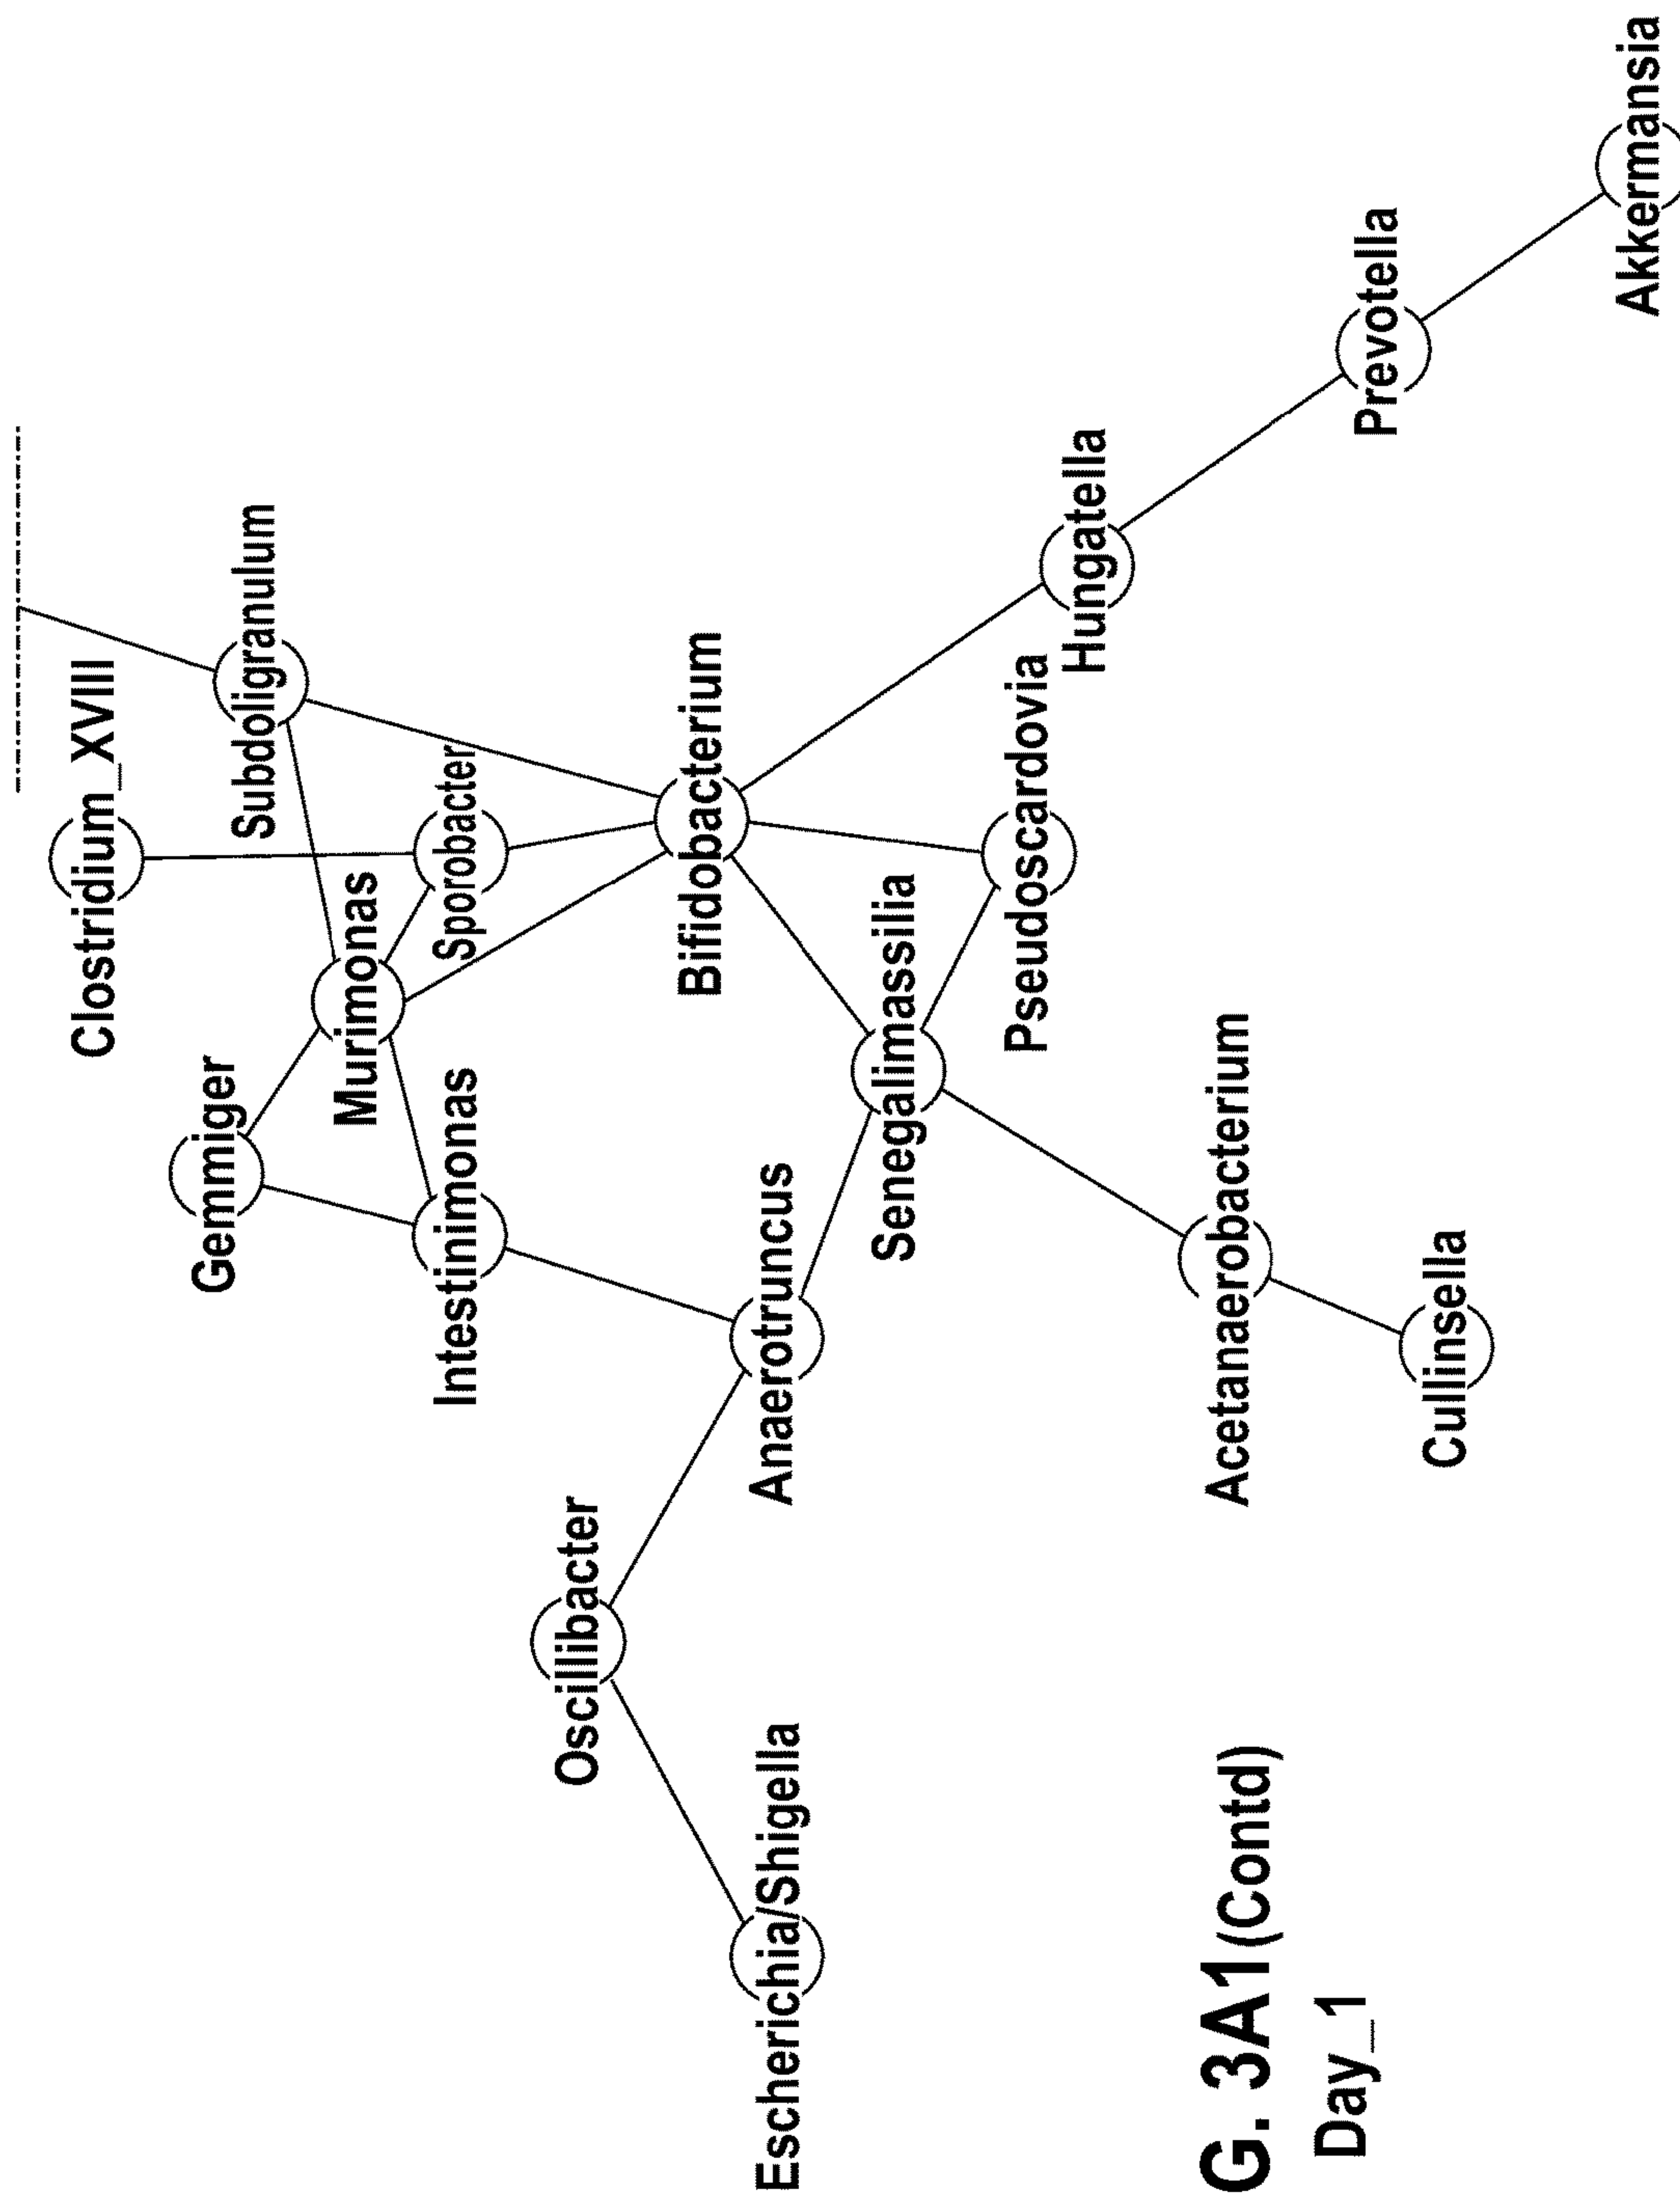 Clostridium_XVIII
Gemmiger
Subdoligranulum
Murimonas
Sporobacter
Intestinimonas
Oscillibacter
Bifidobacterium
Anaerotruncus
Escherichia/Shigella
Senegalimassilia
Pseudoscardovia
Hungatella
Acetanaerobacterium
Prevotella
Cullinsella
Akkermansia
G. 3A1(Contd)
Day_1